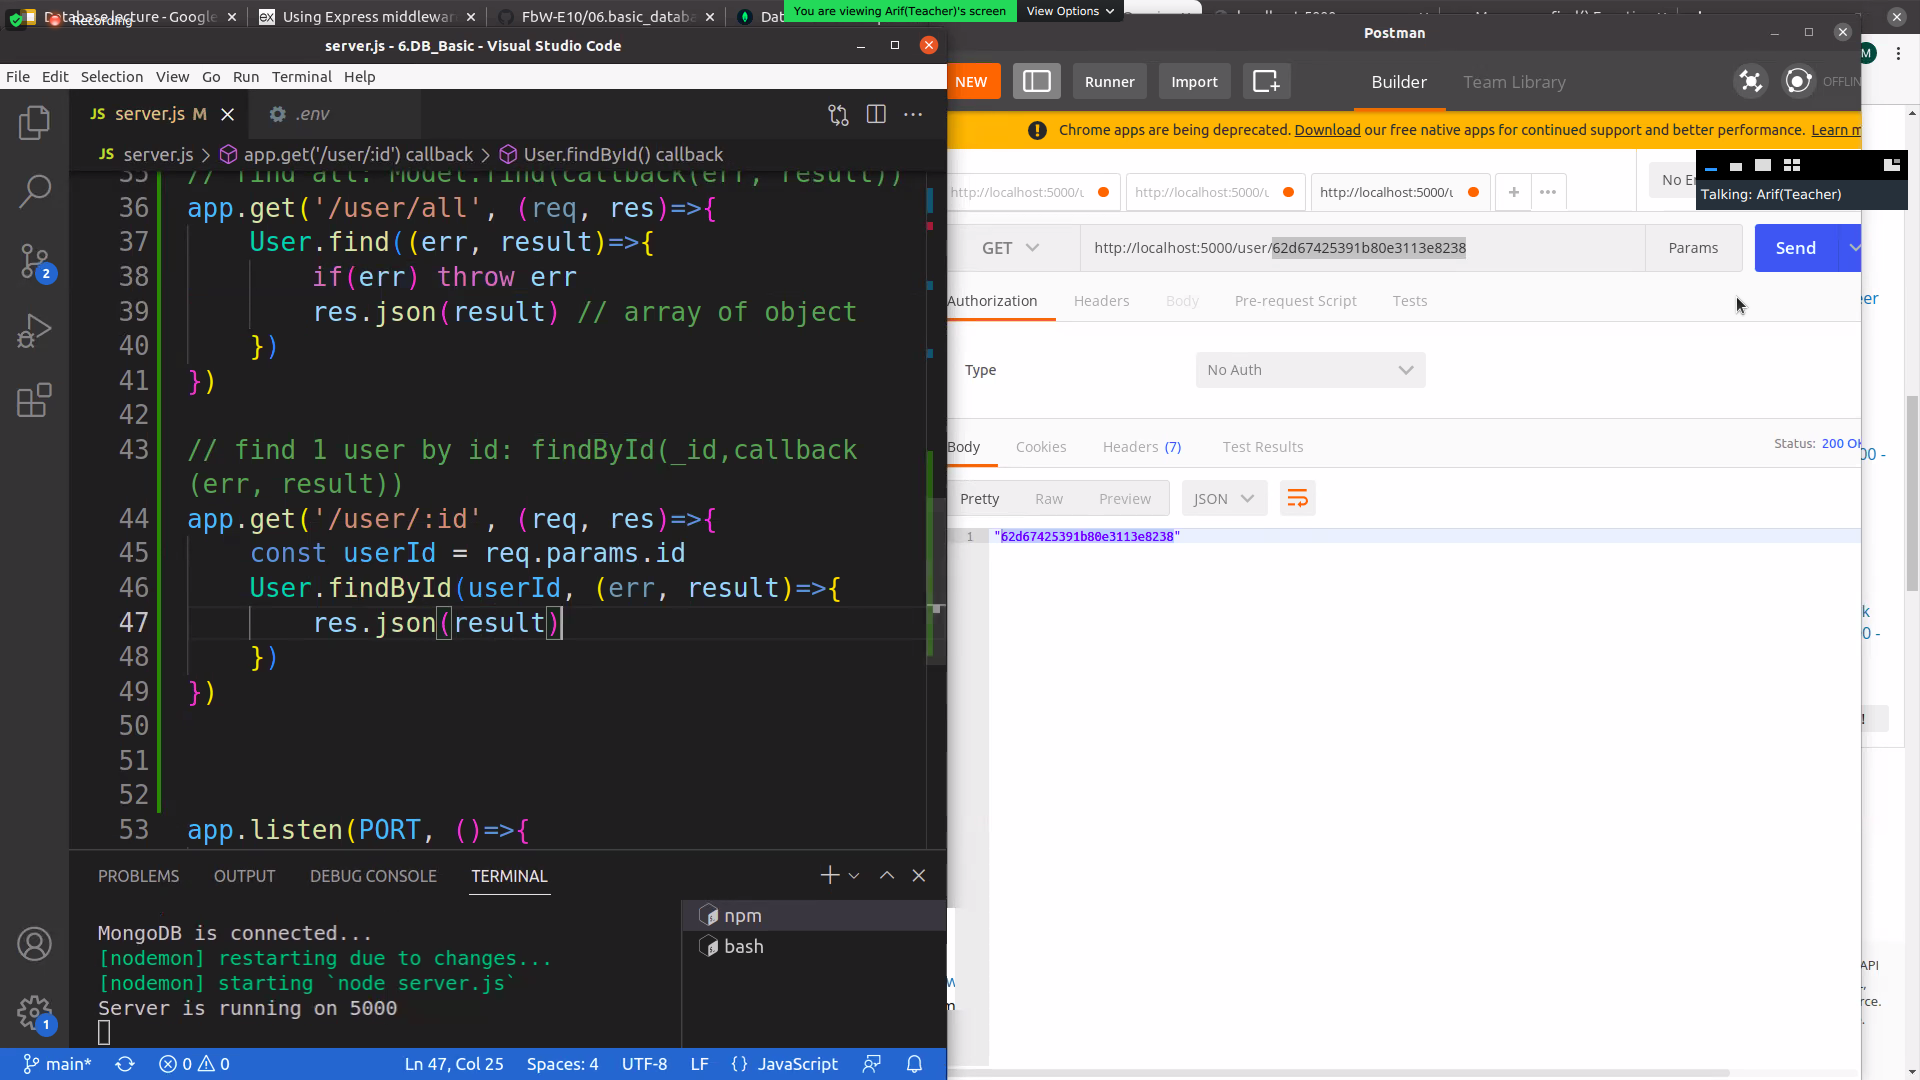 Database lecture - Google
Recording
Using Express middlewar
FbW-E10/06.basic_datab
You are viewing Arif(Teacher)'s screen
View Options
server.js - 6.DB_Basic - Visual Studio Code
File Edit Selection View Go Run Terminal Help
JS server.js M
.env
JS server.js > app.get('/user/:id') callback > User.findById() callback
35 // find all: Model.find(callback(err, result))
36 app.get('/user/all', (req, res)=>{
37 User.find((err, result)=>{
38 if(err) throw err
39 res.json(result) // array of object
40 })
41 })
42
43 // find 1 user by id: findById(_id,callback
(err, result))
44 app.get('/user/:id', (req, res)=>{
45 const userId = req.params.id
46 User.findById(userId, (err, result)=>{
47 res.json(result)
48 })
49 })
50
51
52
53 app.listen(PORT, ()=>{
2
1
PROBLEMS OUTPUT DEBUG CONSOLE TERMINAL
MongoDB is connected...
[nodemon] restarting due to changes...
[nodemon] starting `node server.js`
Server is running on 5000
npm
bash
main* 0 0 Ln 47, Col 25 Spaces: 4 UTF-8 LF {} JavaScript
Postman
NEW Runner Import Builder Team Library OFFLIN
M
Chrome apps are being deprecated. Download our free native apps for continued support and better performance. Learn m
Talking: Arif(Teacher)
http://localhost:5000/u http://localhost:5000/u http://localhost:5000/u + No En
GET http://localhost:5000/user/62d67425391b80e3113e8238 Params Send
Authorization Headers Body Pre-request Script Tests
Type No Auth
Body Cookies Headers (7) Test Results Status: 200 OK
Pretty Raw Preview JSON
1 "62d67425391b80e3113e8238"